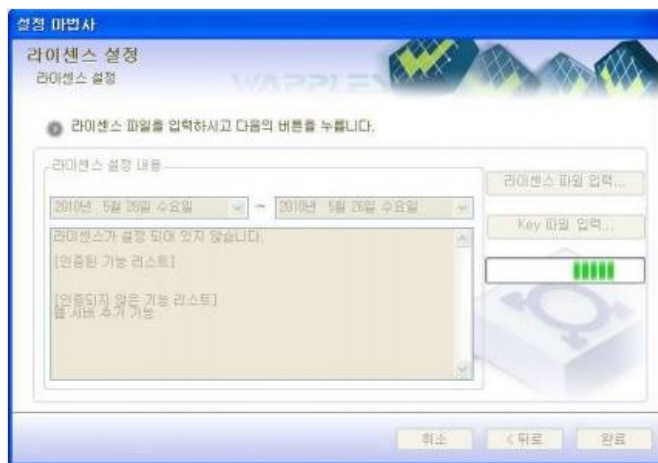 설정 마법사
라이센스 설정
라이센스 설정
WAPPLES
라이센스 파일을 입력하시고 다음의 버튼을 누릅니다.
라이센스 설정 내용
2010년 5월 26일 수요일 ~ 2010년 5월 26일 수요일
라이센스 파일 입력...
Key 파일 입력...
라이센스가 설정 되어 있지 않습니다.
[인증된 기능 리스트]
[인증되지 않은 기능 리스트]
웹 서버 추가 기능
취소
< 뒤로
완료